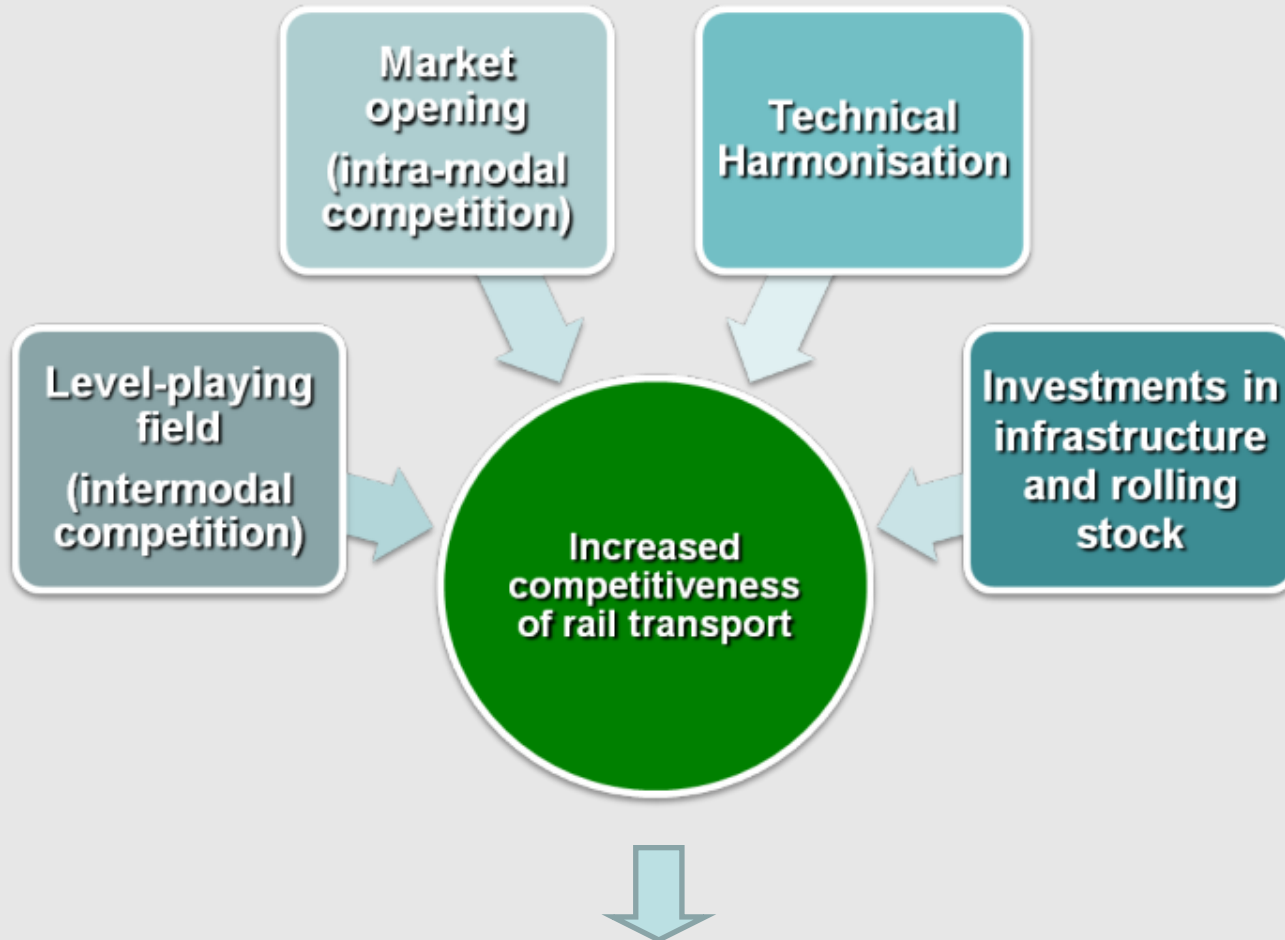 Market
opening
(intra-modal
competition)
Technical
Harmonisation
Level-playing
field
(intermodal
competition)
Investments in
infrastructure
and rolling
stock
Increased
competitiveness
of rail transport